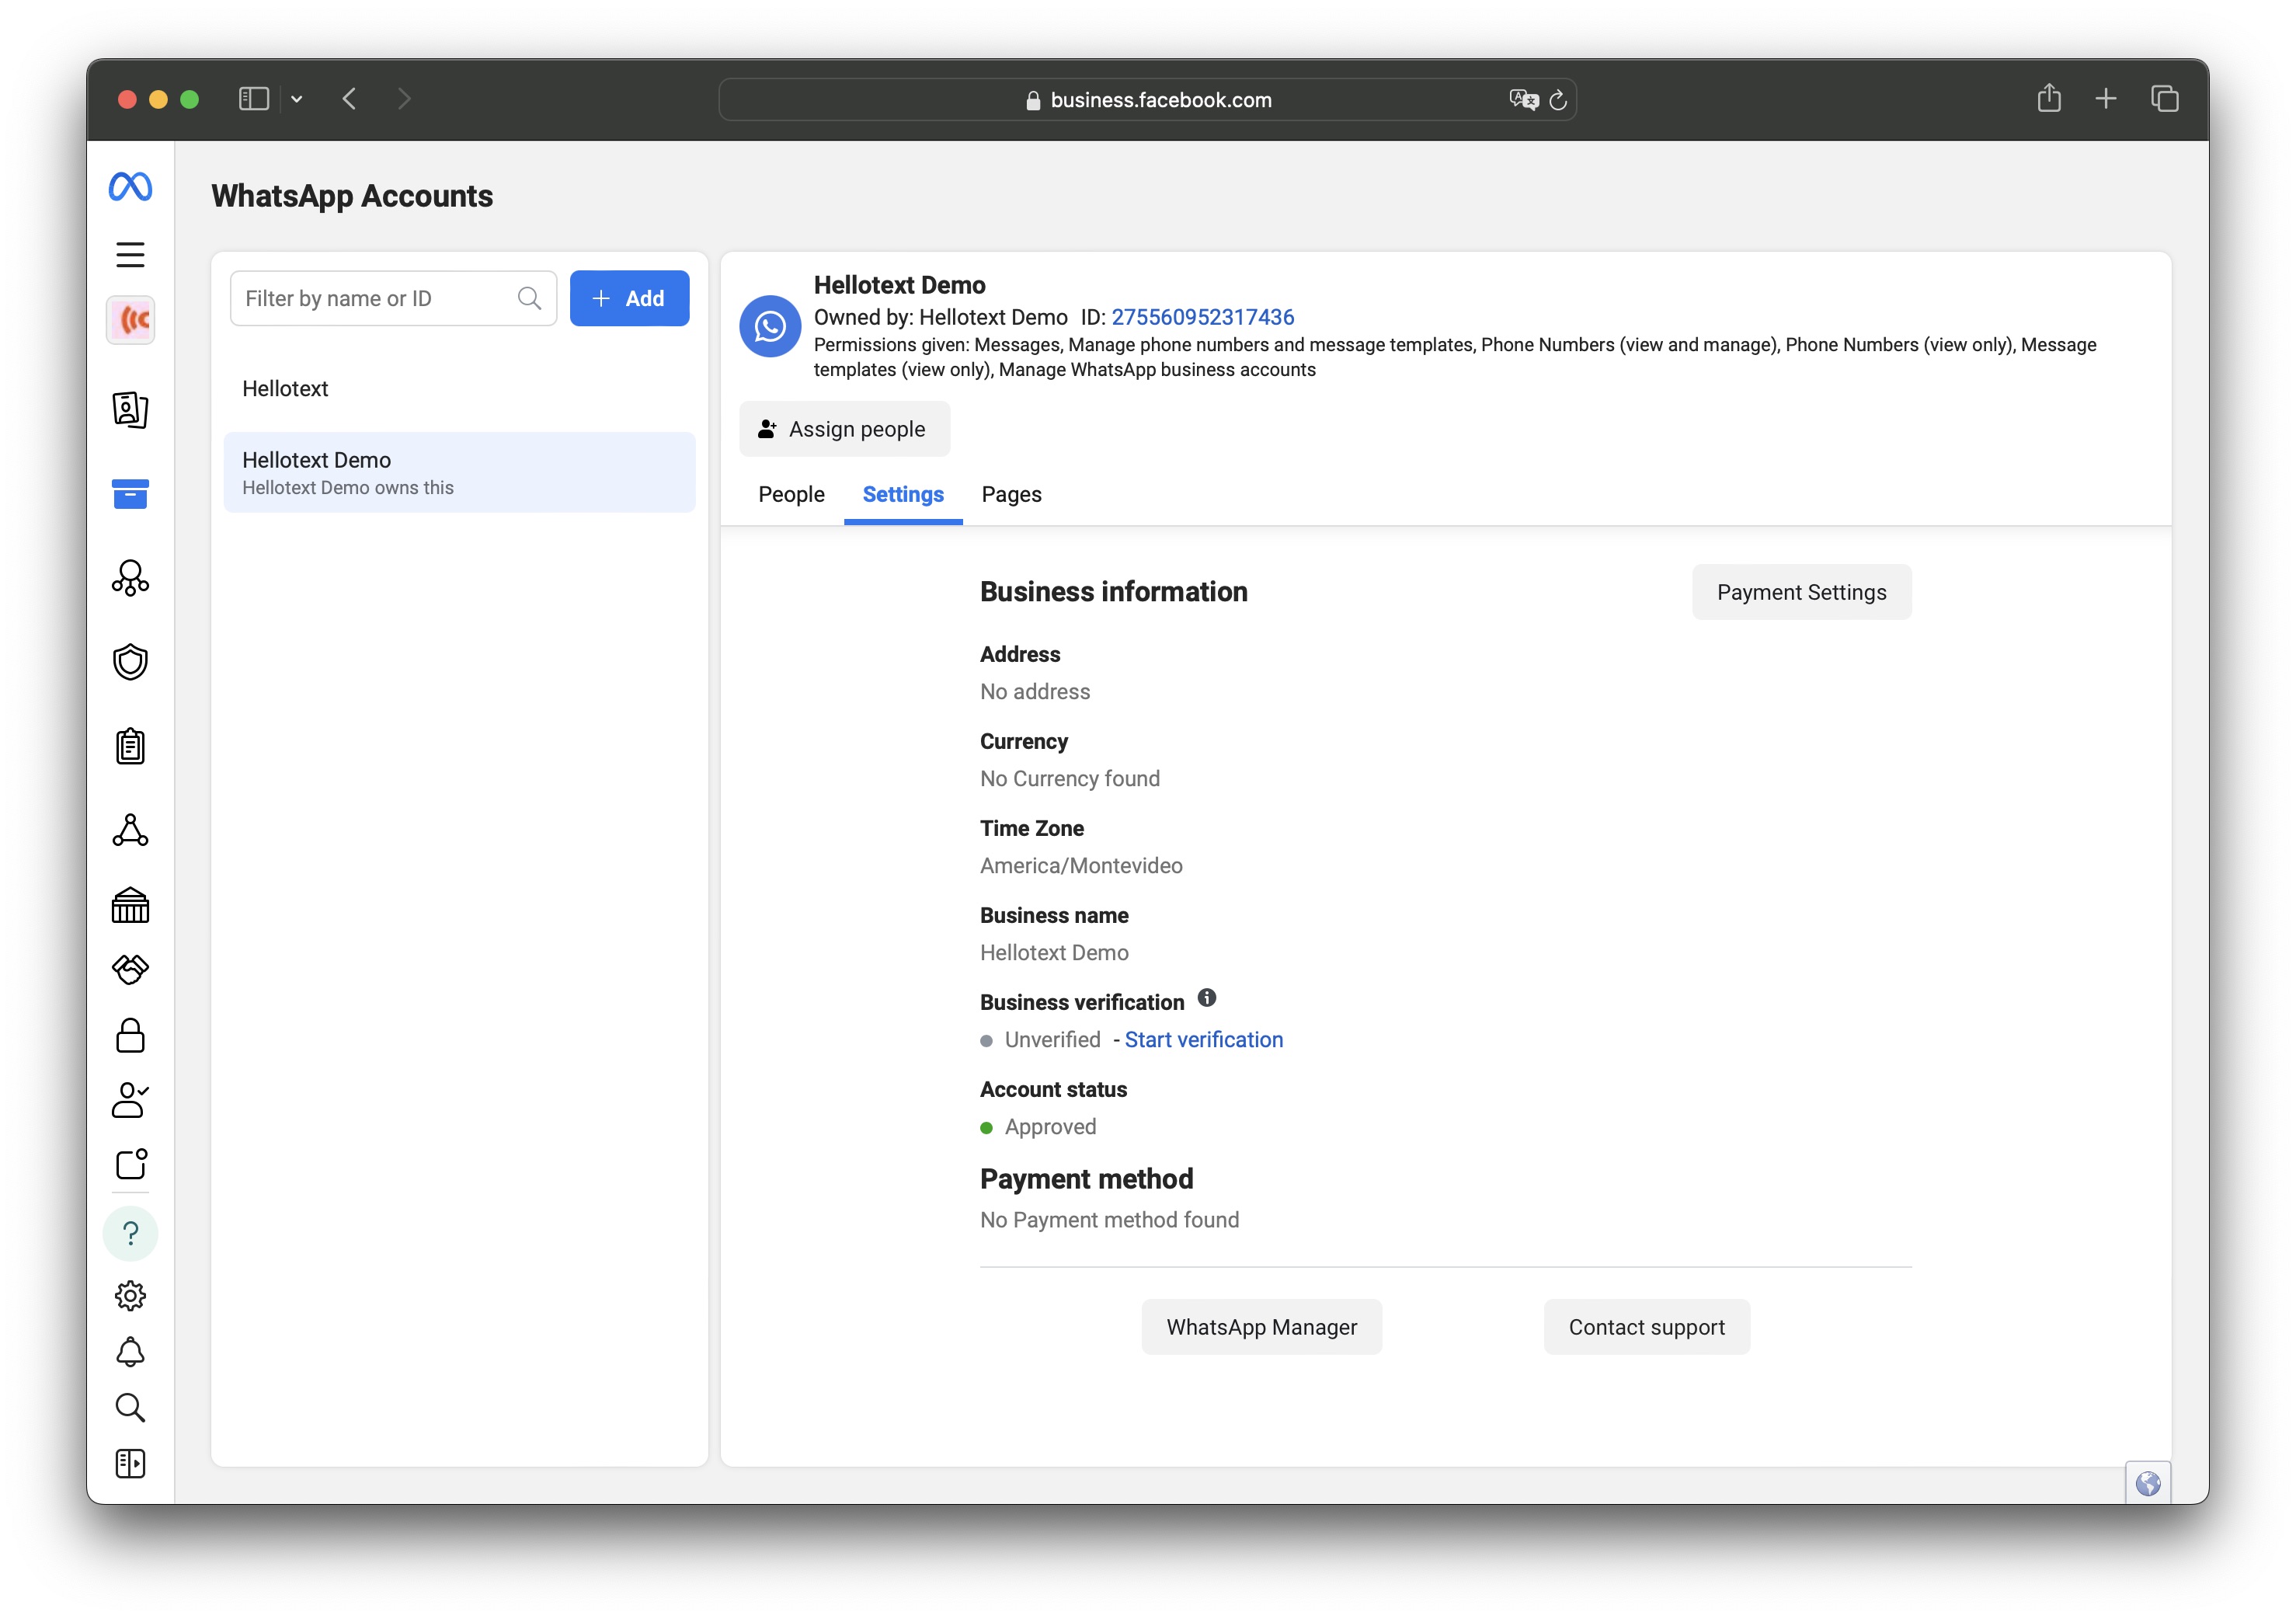 business.facebook.com
WhatsApp Accounts
Filter by name or ID
Add
Hellotext
Hellotext Demo
Hellotext Demo owns this
Hellotext Demo
Owned by: Hellotext Demo ID: 275560952317436
Permissions given: Messages, Manage phone numbers and message templates, Phone Numbers (view and manage), Phone Numbers (view only), Message
templates (view only), Manage WhatsApp business accounts
Assign people
People Settings Pages
Business information
Payment Settings
Address
No address
Currency
No Currency found
Time Zone
America/Montevideo
Business name
Hellotext Demo
Business verification
Unverified - Start verification
Account status
Approved
Payment method
No Payment method found
WhatsApp Manager
Contact support